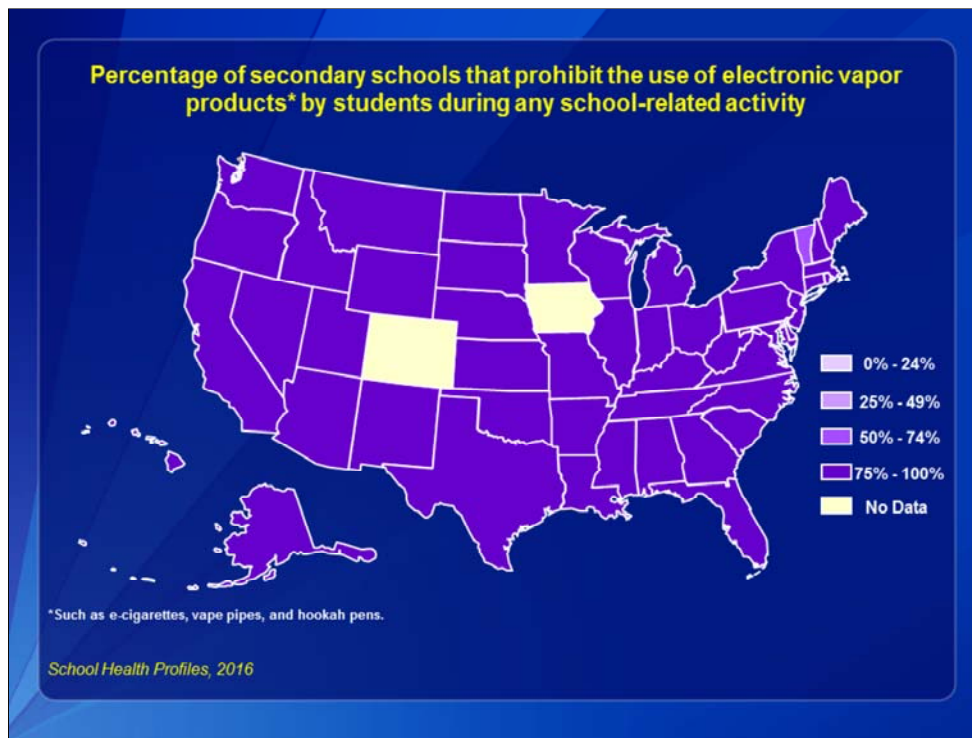 Percentage of secondary schools that prohibit the use of electronic vapor
products* by students during any school-related activity
0% - 24%
25% - 49%
50% - 74%
75% - 100%
No Data
*Such as e-cigarettes, vape pipes, and hookah pens.
School Health Profiles, 2016